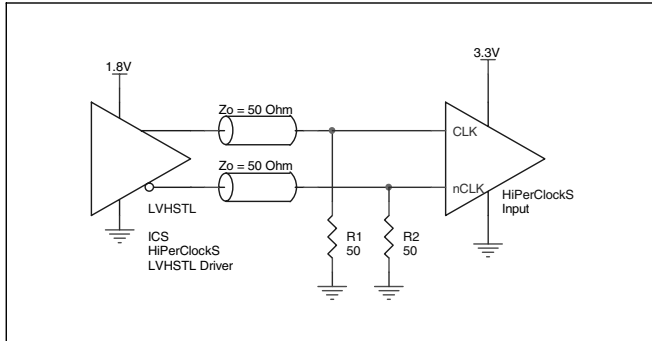 1.8V
3.3V
Zo = 50 Ohm
CLK
Zo = 50 Ohm
nCLK
HiPerClockS
Input
LVHSTL
ICS
HiPerClockS
LVHSTL Driver
R1
50
R2
50